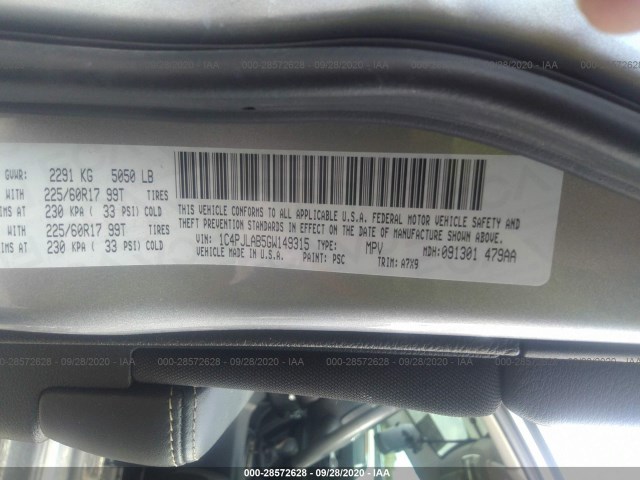 000-28572628 - 09/28/2020 - IAA
GVWR: 2291 KG 5050 LB
WITH 225/60R17 99T TIRES
IMS AT 230 KPA ( 33 PSI) COLD
WITH 225/60R17 99T TIRES
IMS AT 230 KPA ( 33 PSI) COLD
THIS VEHICLE CONFORMS TO ALL APPLICABLE U.S.A. FEDERAL MOTOR VEHICLE SAFETY AND
THEFT PREVENTION STANDARDS IN EFFECT ON THE DATE OF MANUFACTURE SHOWN ABOVE.
VIN: 1C4PJLAB5GW149315 TYPE: MPV MDH: 091301 479AA
VEHICLE MADE IN U.S.A. PAINT: PSC TRIM: A7X9
000-28572628 - 09/28/2020 - IAA
000-28572628 - 09/28/2020 - IAA